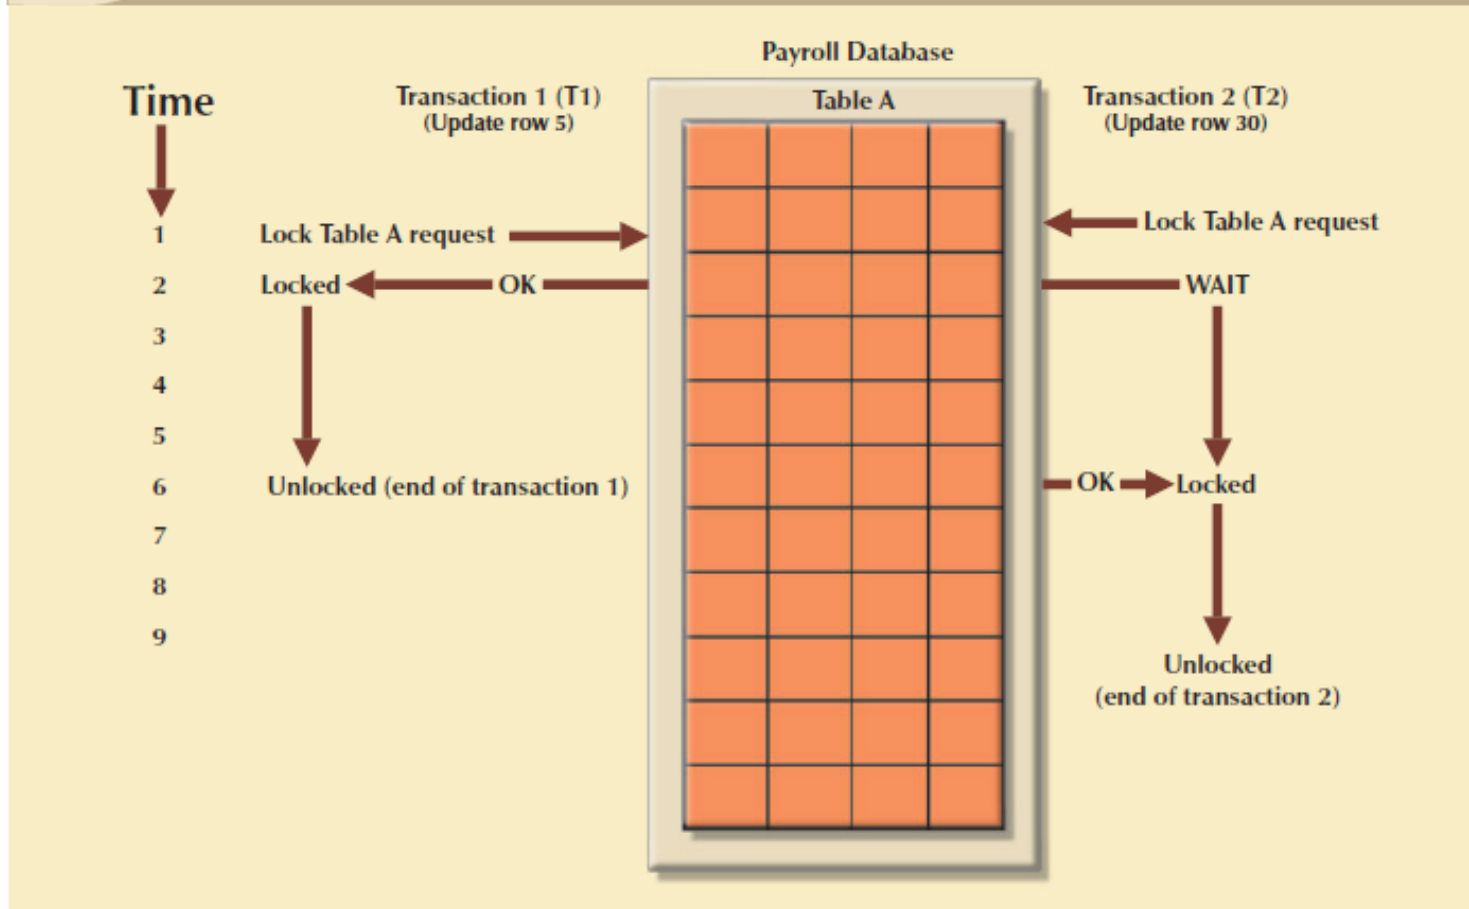 Payroll Database
Time
Transaction 1 (T1)
(Update row 5)
Table A
Transaction 2 (T2)
(Update row 30)
1
Lock Table A request
Lock Table A request
2
Locked
OK
WAIT
3
4
5
6
Unlocked (end of transaction 1)
OK
Locked
7
8
9
Unlocked
(end of transaction 2)